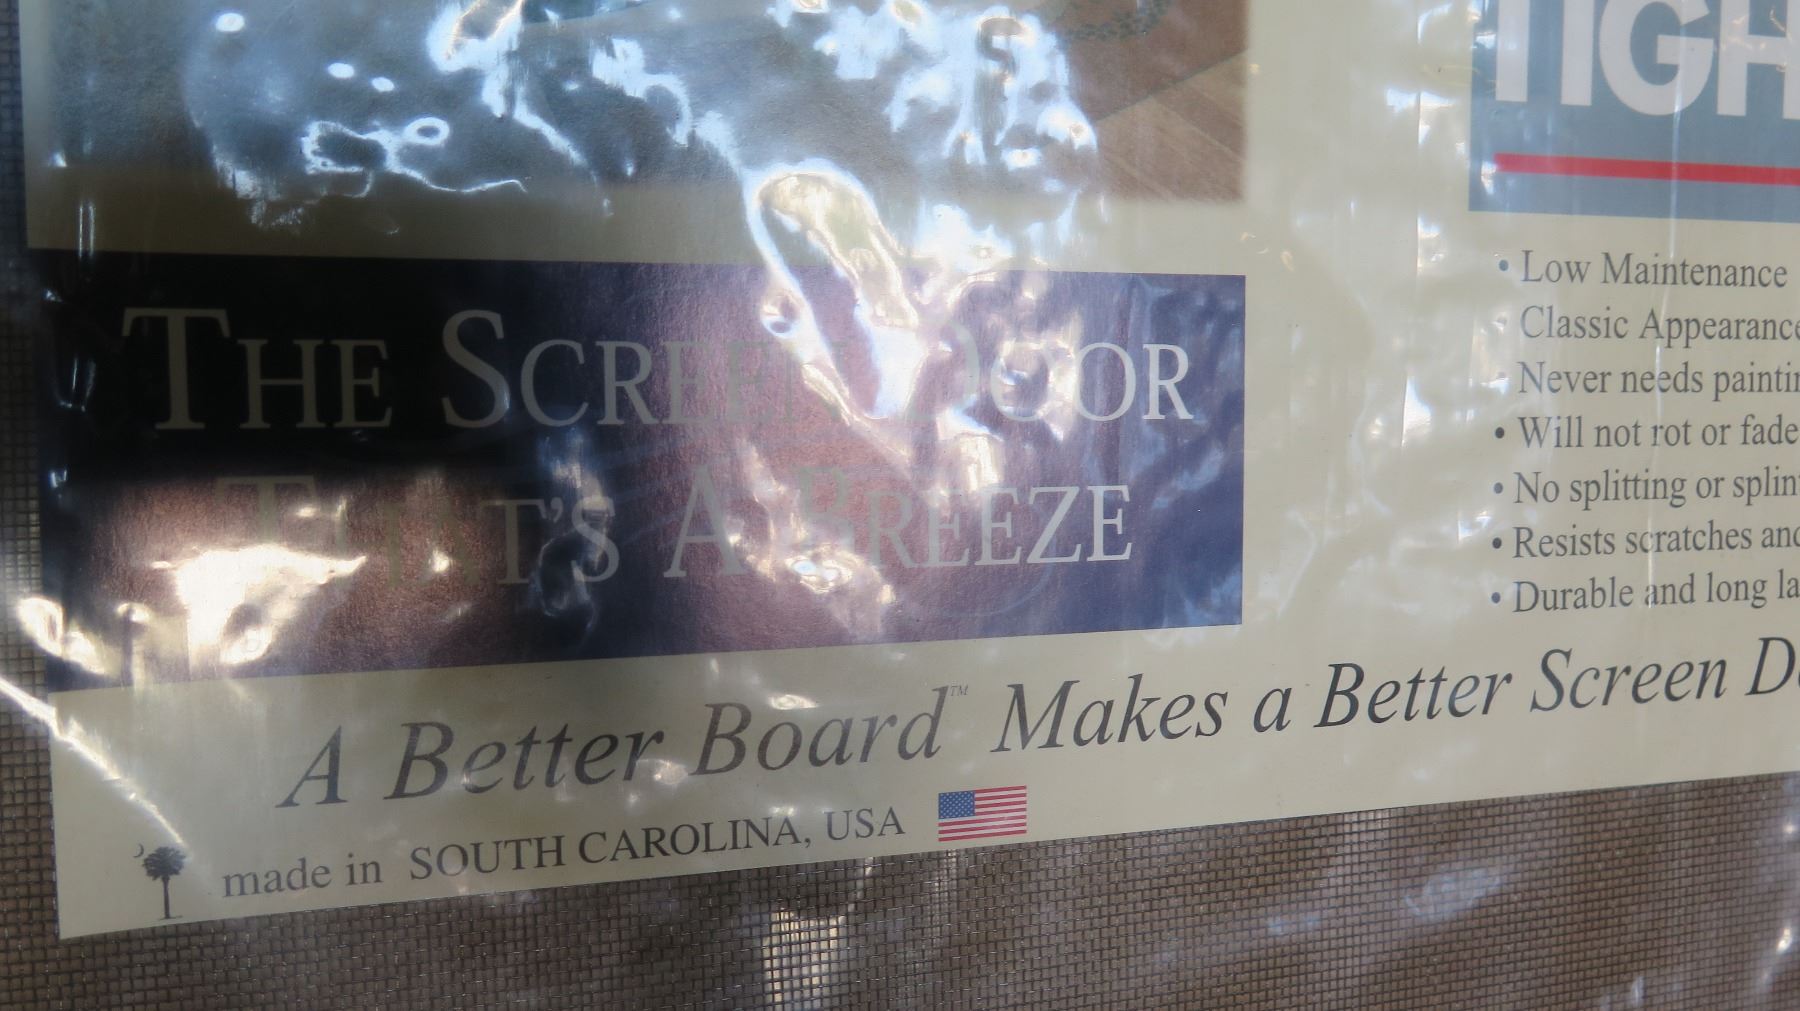 THE SCREEN DOOR
THAT'S A BREEZE
TIGH
• Low Maintenance
• Classic Appearance
• Never needs paintin
• Will not rot or fade
• No splitting or splint
• Resists scratches and
• Durable and long la
A Better Board™ Makes a Better Screen Do
made in SOUTH CAROLINA, USA